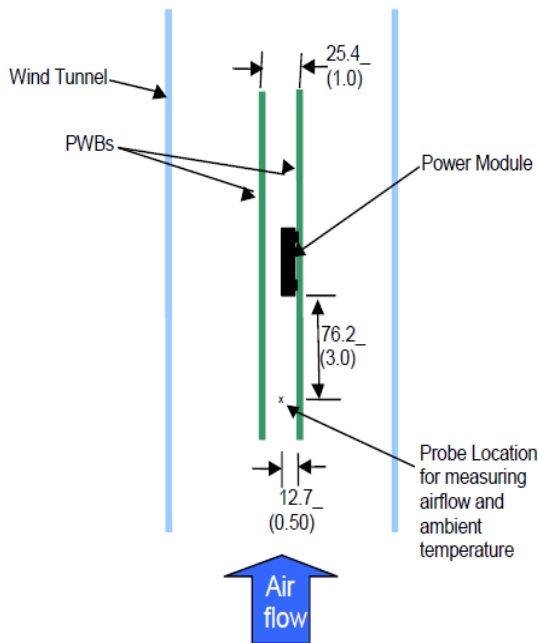 25.4_
(1.0)
Wind Tunnel
PWBs
Power Module
76.2_
(3.0)
x
Probe Location
for measuring
airflow and
ambient
temperature
12.7_
(0.50)
Air
flow